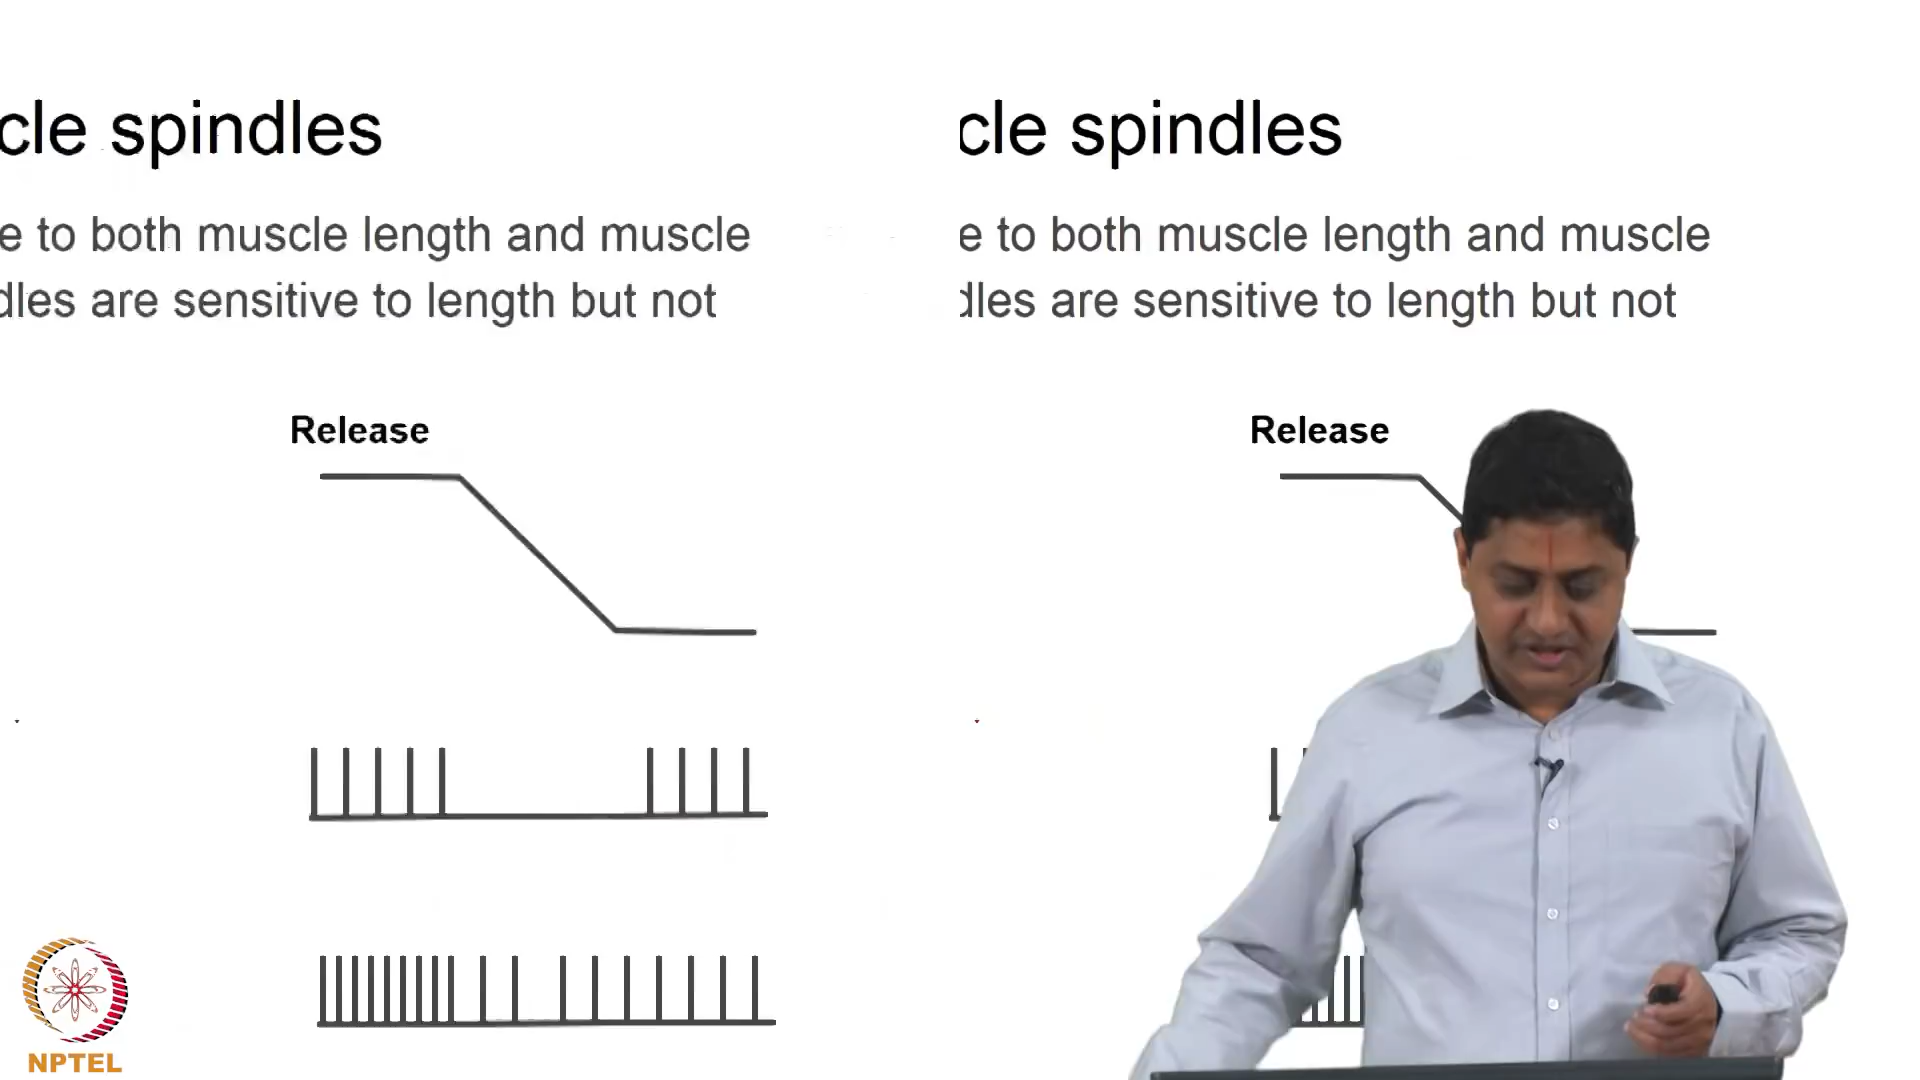 cle spindles
e to both muscle length and muscle
dles are sensitive to length but not
Release
NPTEL
cle spindles
e to both muscle length and muscle
dles are sensitive to length but not
Release